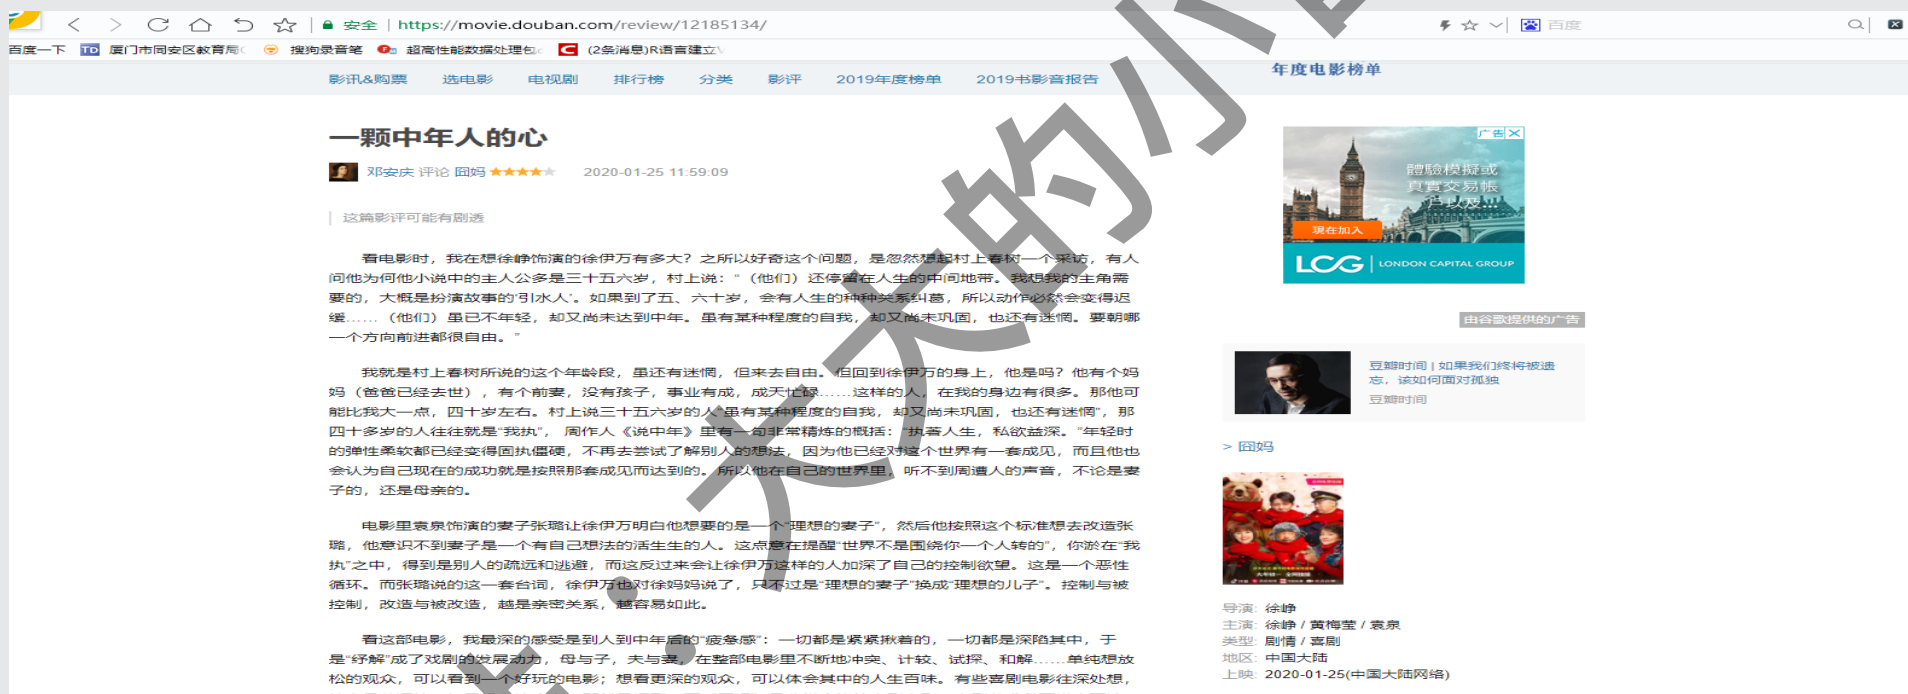 安全 | https://movie.douban.com/review/12185134/
百度
百度一下 厦门市同安区教育局 搜狗录音笔 超高性能数据处理包 (2条消息)R语言建立
影讯&购票 选电影 电视剧 排行榜 分类 影评 2019年度榜单 2019书影音报告
年度电影榜单
一颗中年人的心
邓安庆 评论 囧妈 2020-01-25 11:59:09
这篇影评可能有剧透
看电影时，我在想徐峥饰演的徐伊万有多大？之所以好奇这个问题，是忽然想起村上春树一个采访，有人
问他为何他小说中的主人公多是三十五六岁，村上说：“（他们）还停留在人生的中间地带。我想我的主角需
要的，大概是扮演故事的‘引水人’。如果到了五、六十岁，会有人生的种种关系纠葛，所以动作必然会变得迟
缓……（他们）虽已不年轻，却又尚未达到中年。虽有某种程度的自我，却又尚未巩固，也还有迷惘。要朝哪
一个方向前进都很自由。”
我就是村上春树所说的这个年龄段，虽还有迷惘，但来去自由。但回到徐伊万的身上，他是吗？他有个妈
妈（爸爸已经去世），有个前妻，没有孩子，事业有成，成天忙碌……这样的人，在我的身边有很多。那他可
能比我大一点，四十岁左右。村上说三十五六岁的人“虽有某种程度的自我，却又尚未巩固，也还有迷惘”，那
四十多岁的人往往就是“我执”，周作人《说中年》里有一句非常精炼的概括：“执著人生，私欲益深。”年轻时
的弹性柔软都已经变得固执僵硬，不再去尝试了解别人的想法，因为他已经对这个世界有一套成见，而且他也
会认为自己现在的成功就是按照那套成见而达到的。所以他在自己的世界里，听不到周遭人的声音，不论是妻
子的，还是母亲的。
电影里袁泉饰演的妻子张璐让徐伊万明白他想要的是一个“理想的妻子”，然后他按照这个标准想去改造张
璐，他意识不到妻子是一个有自己想法的活生生的人。这点意在提醒“世界不是围绕你一个人转的”，你淤在“我
执”之中，得到是别人的疏远和逃避，而这反过来会让徐伊万这样的人加深了自己的控制欲望。这是一个恶性
循环。而张璐说的这一套台词，徐伊万也对徐妈妈说了，只不过是“理想的妻子”换成“理想的儿子”。控制与被
控制，改造与被改造，越是亲密关系，越容易如此。
看这部电影，我最深的感受是到人到中年后的“疲惫感”：一切都是紧紧揪着的，一切都是深陷其中，于
是“纾解”成了戏剧的发展动力，母与子，夫与妻，在整部电影里不断地冲突、计较、试探、和解……单纯想放
松的观众，可以看到一个好玩的电影；想看更深的观众，可以体会其中的人生百味。有些喜剧电影往深处想，
广告
體驗模擬或
真實交易帳
戶以及...
現在加入
LCG | LONDON CAPITAL GROUP
由谷歌提供的广告
豆瓣时间 | 如果我们终将被遗
忘，该如何面对孤独
豆瓣时间
> 囧妈
导演: 徐峥
主演: 徐峥 / 黄梅莹 / 袁泉
类型: 剧情 / 喜剧
地区: 中国大陆
上映: 2020-01-25(中国大陆网络)
大大的小